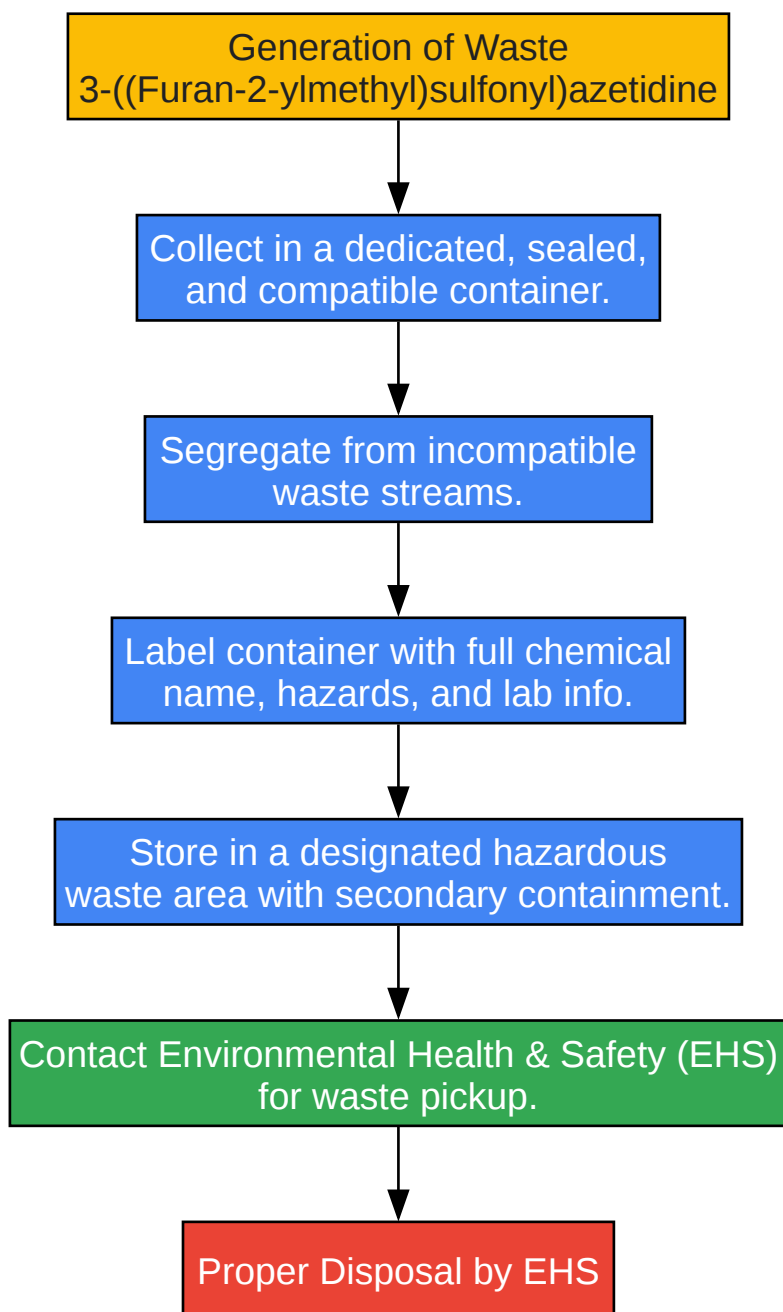 Generation of Waste
3-((Furan-2-ylmethyl)sulfonyl)azetidine
Collect in a dedicated, sealed,
and compatible container.
Segregate from incompatible
waste streams.
Label container with full chemical
name, hazards, and lab info.
Store in a designated hazardous
waste area with secondary containment.
Contact Environmental Health & Safety (EHS)
for waste pickup.
Proper Disposal by EHS